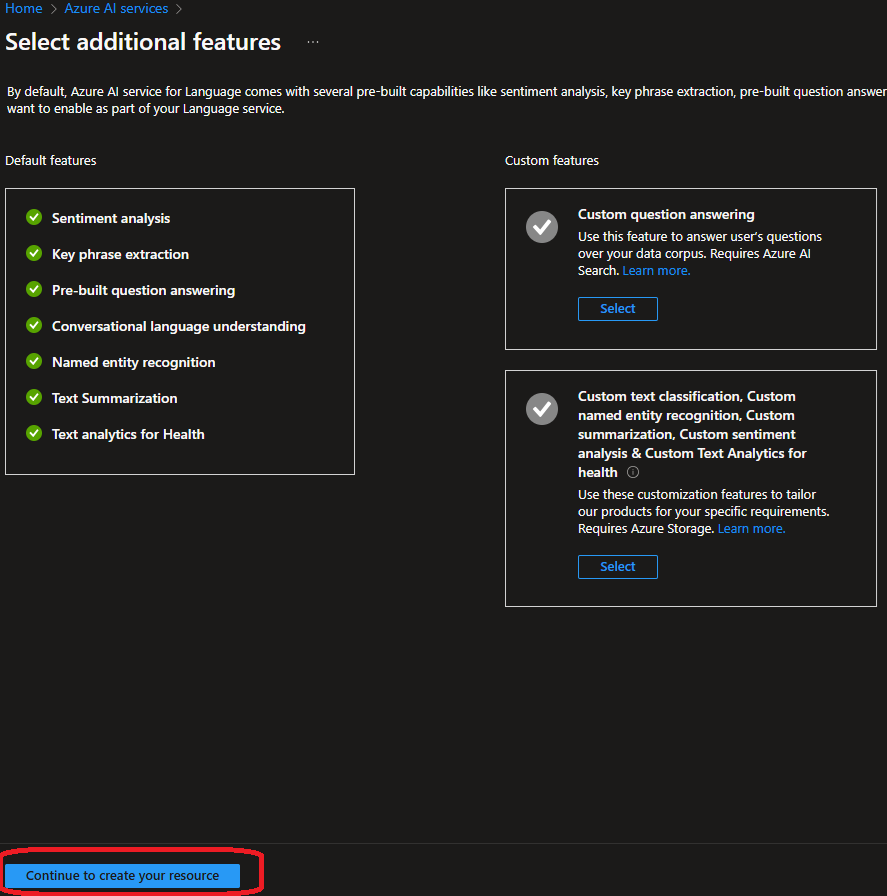 Home > Azure AI services >
Select additional features ...
By default, Azure AI service for Language comes with several pre-built capabilities like sentiment analysis, key phrase extraction, pre-built question answer
want to enable as part of your Language service.
Default features
Sentiment analysis
Key phrase extraction
Pre-built question answering
Conversational language understanding
Named entity recognition
Text Summarization
Text analytics for Health
Custom features
Custom question answering
Use this feature to answer user's questions
over your data corpus. Requires Azure AI
Search. Learn more.
Select
Custom text classification, Custom
named entity recognition, Custom
summarization, Custom sentiment
analysis & Custom Text Analytics for
health
Use these customization features to tailor
our products for your specific requirements.
Requires Azure Storage. Learn more.
Select
Continue to create your resource